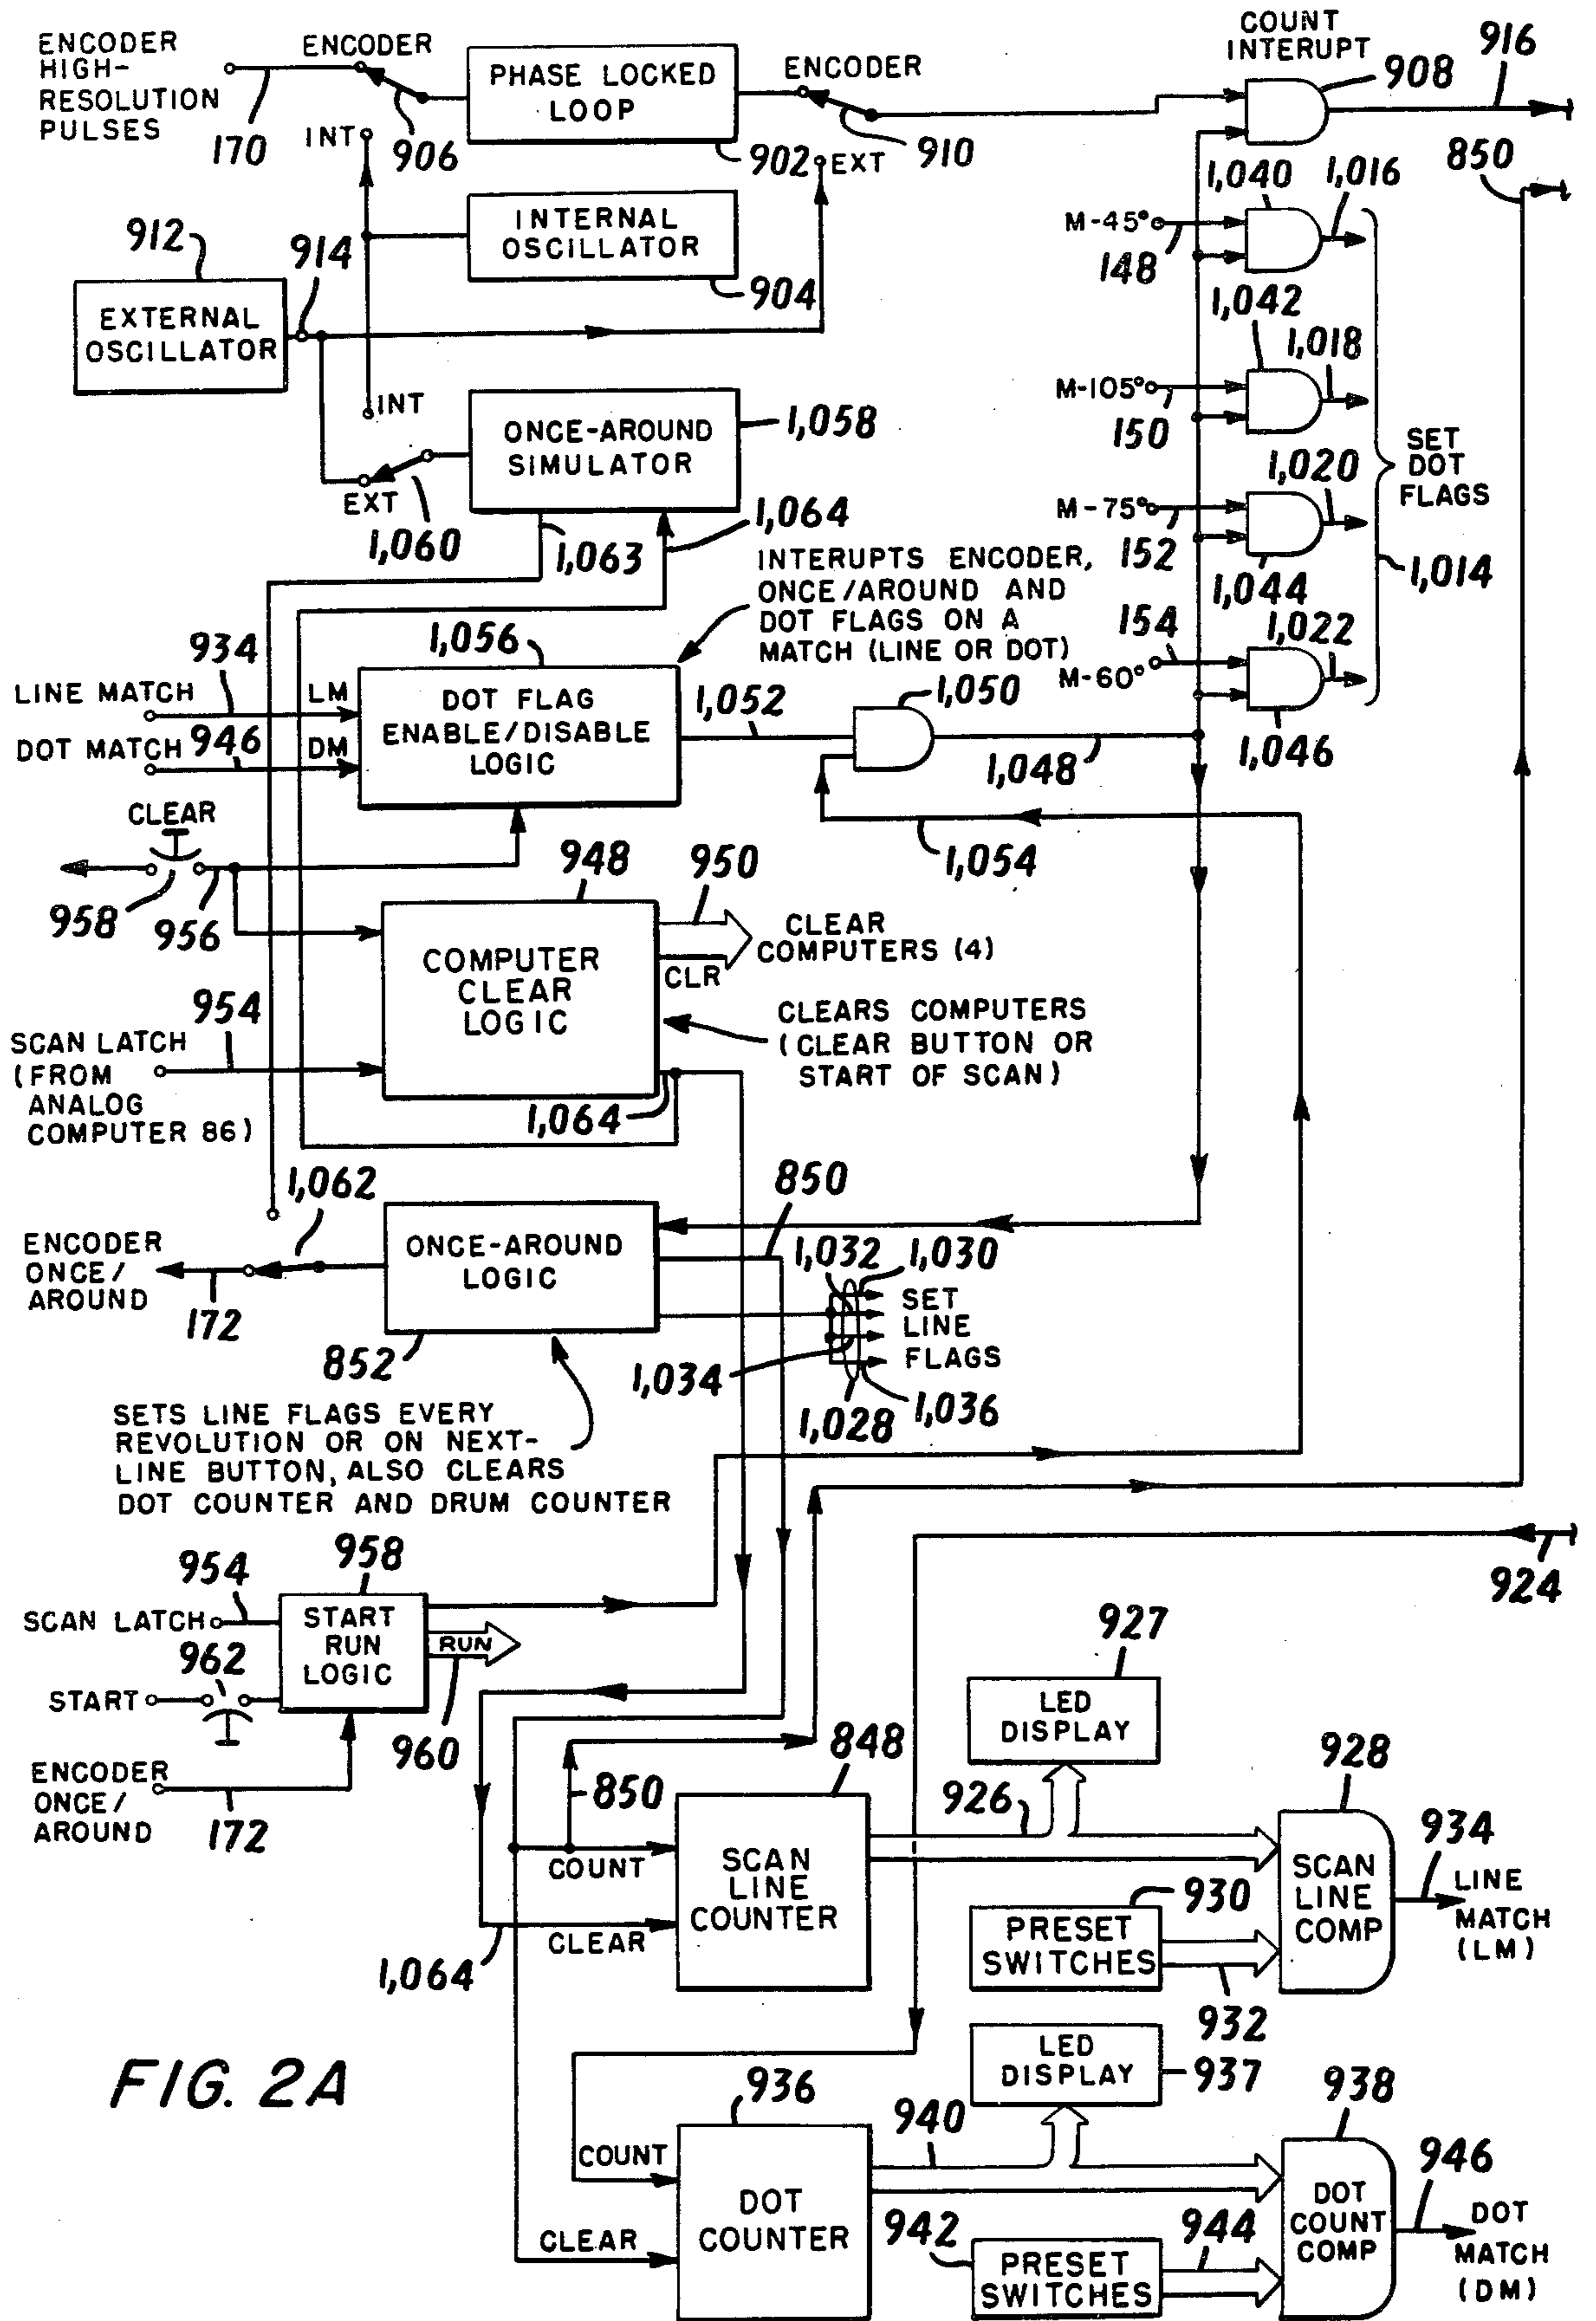 ENCODER
HIGH-
RESOLUTION
PULSES
170
ENCODER
906
INT
PHASE LOCKED
LOOP
902
ENCODER
910
EXT
COUNT
INTERUPT
908
916
850
INTERNAL
OSCILLATOR
904
912
914
EXTERNAL
OSCILLATOR
1,040
1,016
M-45°
148
1,042
1,018
M-105°
150
1,020
M-75°
152
1,044
1,022
154
M-60°
1,046
SET
DOT
FLAGS
1,014
INT
EXT
1,060
ONCE-AROUND
SIMULATOR
1,058
1,063
1,064
INTERUPTS ENCODER,
ONCE/AROUND AND
DOT FLAGS ON A
MATCH (LINE OR DOT)
1,056
934
LINE MATCH
LM
DOT MATCH
946
DM
DOT FLAG
ENABLE/DISABLE
LOGIC
1,052
1,050
1,048
1,054
CLEAR
958
956
948
950
COMPUTER
CLEAR
LOGIC
CLEAR
COMPUTERS (4)
CLR
CLEARS COMPUTERS
(CLEAR BUTTON OR
START OF SCAN)
954
SCAN LATCH
(FROM
ANALOG
COMPUTER 86)
1,064
1,062
ENCODER
ONCE/
AROUND
172
ONCE-AROUND
LOGIC
852
850
1,032
1,030
SET
LINE
FLAGS
1,034
1,028
1,036
SETS LINE FLAGS EVERY
REVOLUTION OR ON NEXT-
LINE BUTTON, ALSO CLEARS
DOT COUNTER AND DRUM COUNTER
954
958
SCAN LATCH
START
RUN
LOGIC
RUN
962
START
960
ENCODER
ONCE/
AROUND
172
924
927
LED
DISPLAY
848
850
COUNT
SCAN
LINE
COUNTER
CLEAR
1,064
926
928
SCAN
LINE
COMP
934
LINE
MATCH
(LM)
930
PRESET
SWITCHES
932
LED
DISPLAY
937
FIG. 2A
936
COUNT
DOT
COUNTER
CLEAR
940
938
DOT
COUNT
COMP
946
DOT
MATCH
(DM)
942
944
PRESET
SWITCHES